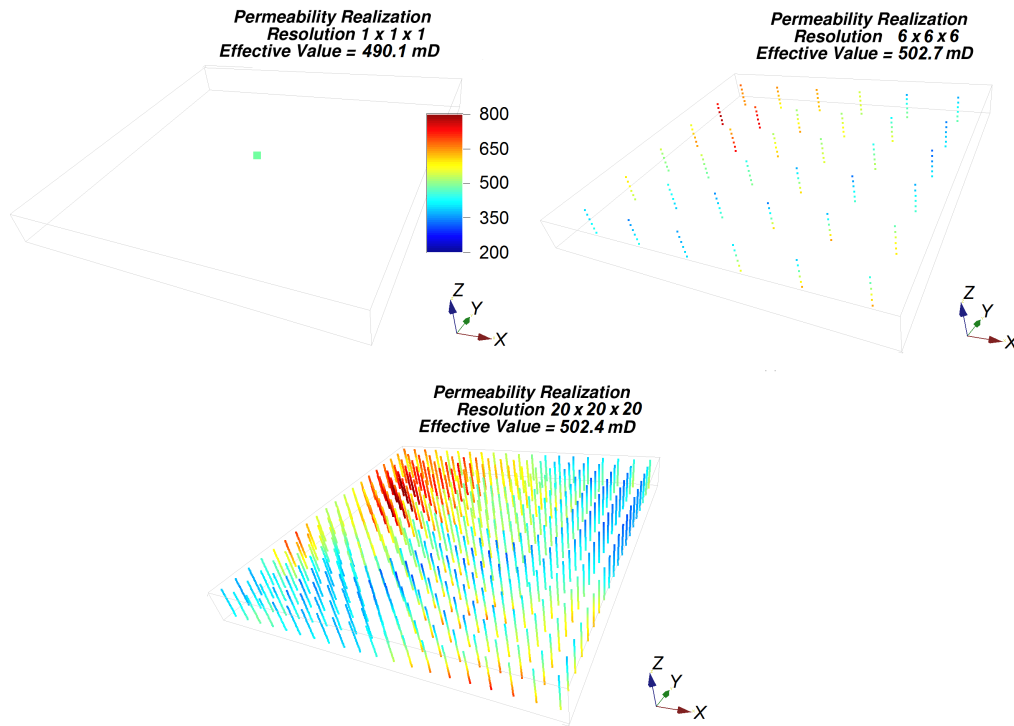 Permeability Realization
Resolution 1 x 1 x 1
Effective Value = 490.1 mD
800
650
500
350
200
Z
Y
X
Permeability Realization
Resolution 6 x 6 x 6
Effective Value = 502.7 mD
Z
Y
X
Permeability Realization
Resolution 20 x 20 x 20
Effective Value = 502.4 mD
Z
Y
X